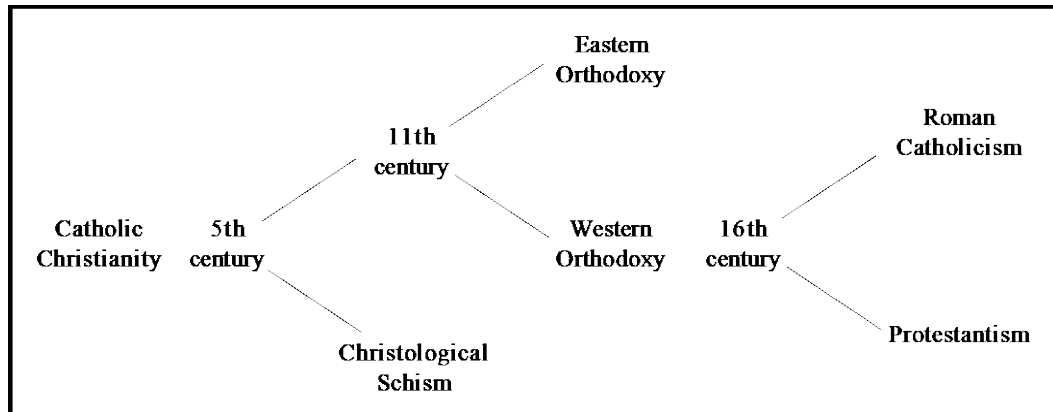 Eastern
Orthodoxy
11th
century
Roman
Catholicism
Catholic
Christianity
5th
century
Western
Orthodoxy
16th
century
Christological
Schism
Protestantism